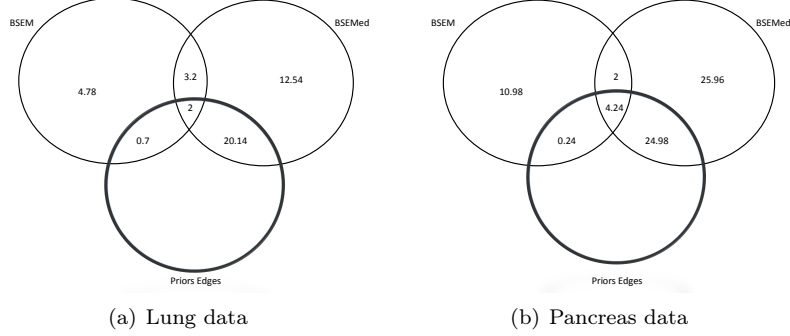 BSEM
BSEMed
3.2
12.54
4.78
2
0.7
20.14
Priors Edges
(a) Lung data
BSEM
BSEMed
2
25.96
10.98
4.24
0.24
24.98
Priors Edges
(b) Pancreas data